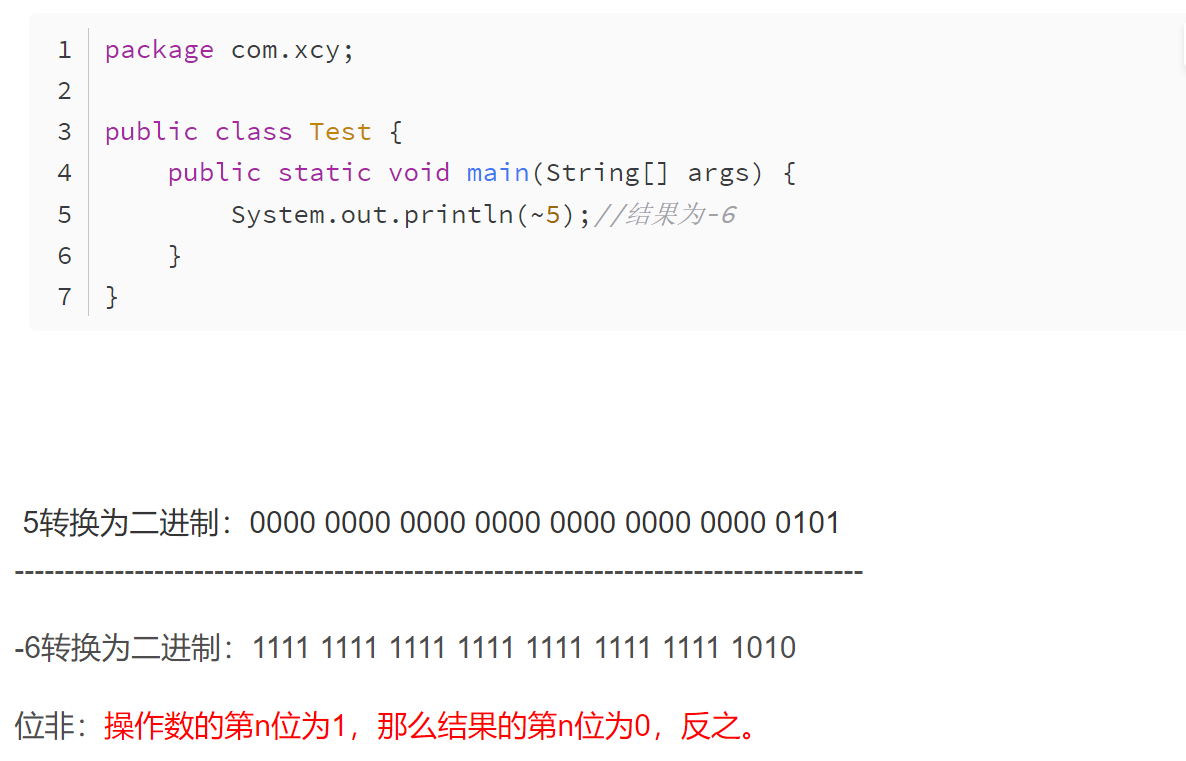 1 package com.xcy;
2
3 public class Test {
4     public static void main(String[] args) {
5         System.out.println(~5);//结果为-6
6     }
7 }
5转换为二进制：0000 0000 0000 0000 0000 0000 0000 0101
-------------------------------------------------------------------------------------
-6转换为二进制：1111 1111 1111 1111 1111 1111 1111 1010
位非：操作数的第n位为1，那么结果的第n位为0，反之。